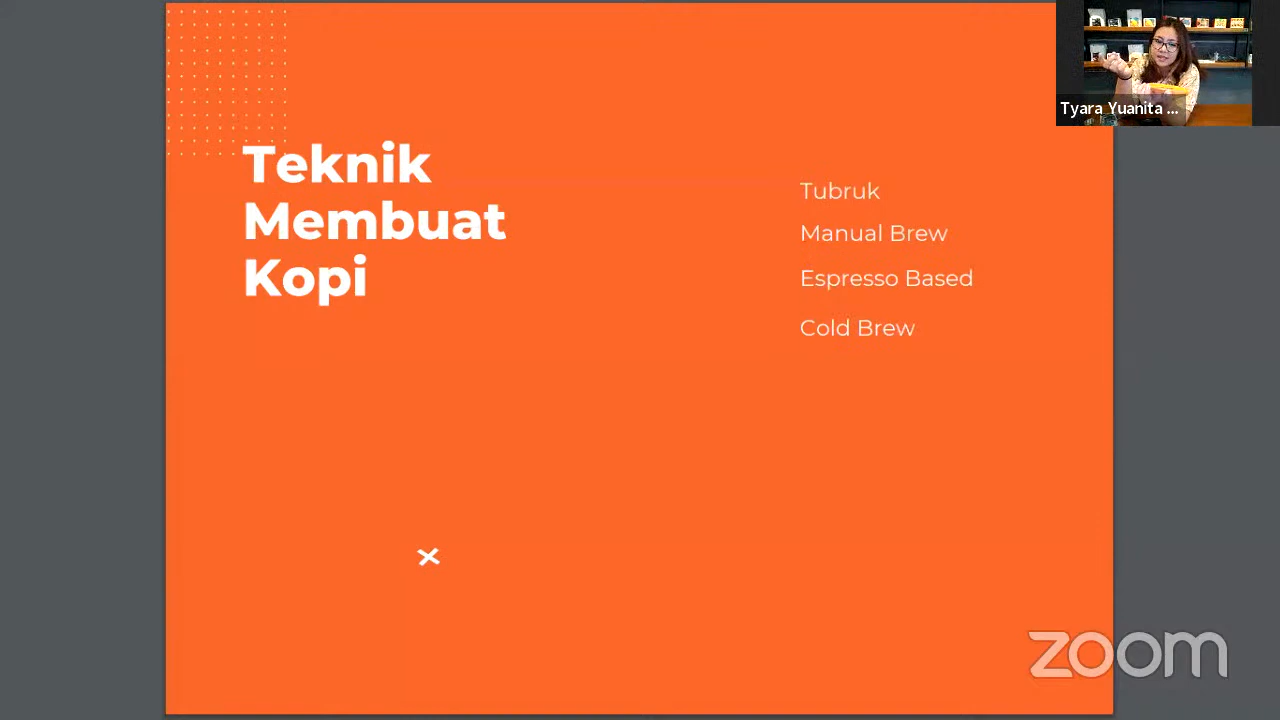 Teknik
Membuat
Kopi
Tubruk
Manual Brew
Espresso Based
Cold Brew
Tyara Yuanita ...
zoom